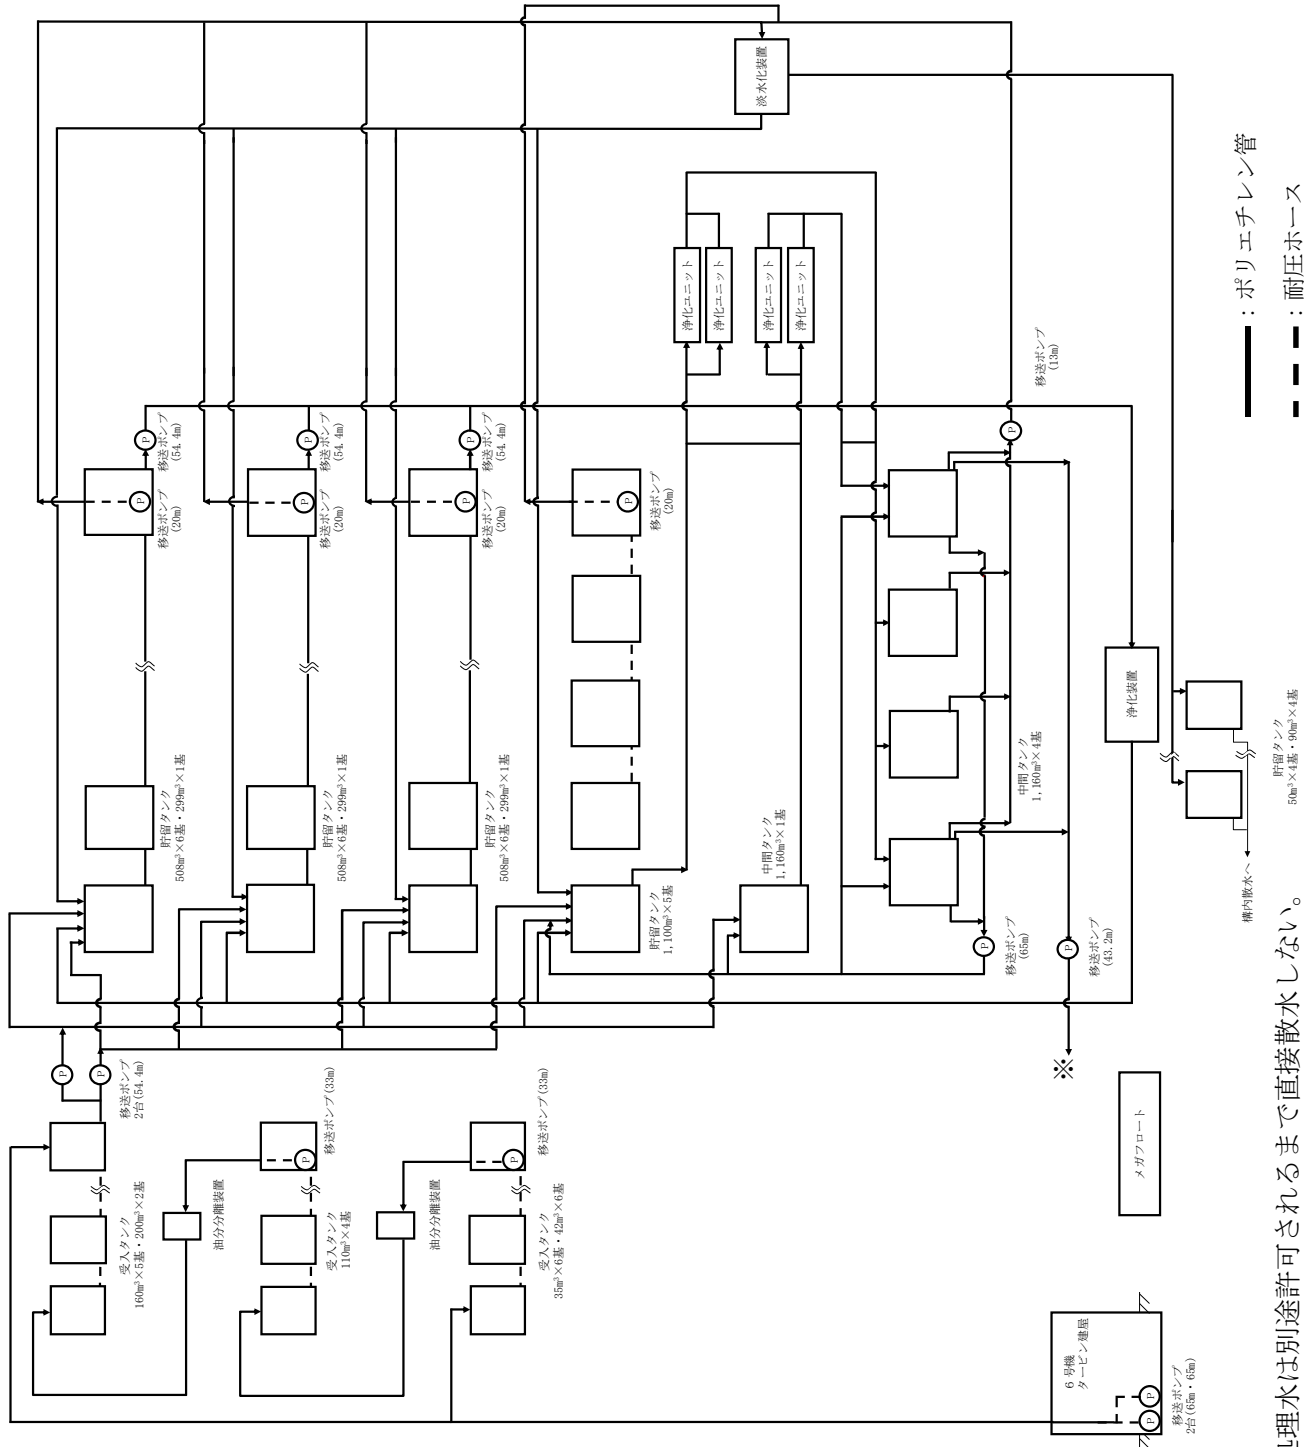 淡水化装置
: ポリエチレン管
: 耐圧ホース
浄化ユニット
浄化ユニット
浄化ユニット
浄化ユニット
移送ポンプ
(13m)
P
P
移送ポンプ
(54.4m)
P
移送ポンプ
(54.4m)
P
移送ポンプ
(54.4m)
P
移送ポンプ
(20m)
P
移送ポンプ
(20m)
P
移送ポンプ
(20m)
P
移送ポンプ
(20m)
浄化装置
貯留タンク
508m³×6基・299m³×1基
貯留タンク
508m³×6基・299m³×1基
貯留タンク
508m³×6基・299m³×1基
貯留タンク
1,100m³×5基
中間タンク
1,160m³×1基
中間タンク
1,160m³×4基
貯留タンク
50m³×4基・90m³×4基
構内散水へ
P
移送ポンプ
(65m)
P
移送ポンプ
(43.2m)
※
P
P
移送ポンプ
2台(54.4m)
受入タンク
160m³×5基・200m³×2基
油分分離装置
P
移送ポンプ(33m)
受入タンク
110m³×4基
油分分離装置
P
移送ポンプ(33m)
受入タンク
35m³×6基・42m³×6基
メガフロート
6号機
タービン建屋
P
P
移送ポンプ
2台(65m・65m)
理水は別途許可されるまで直接散水しない。